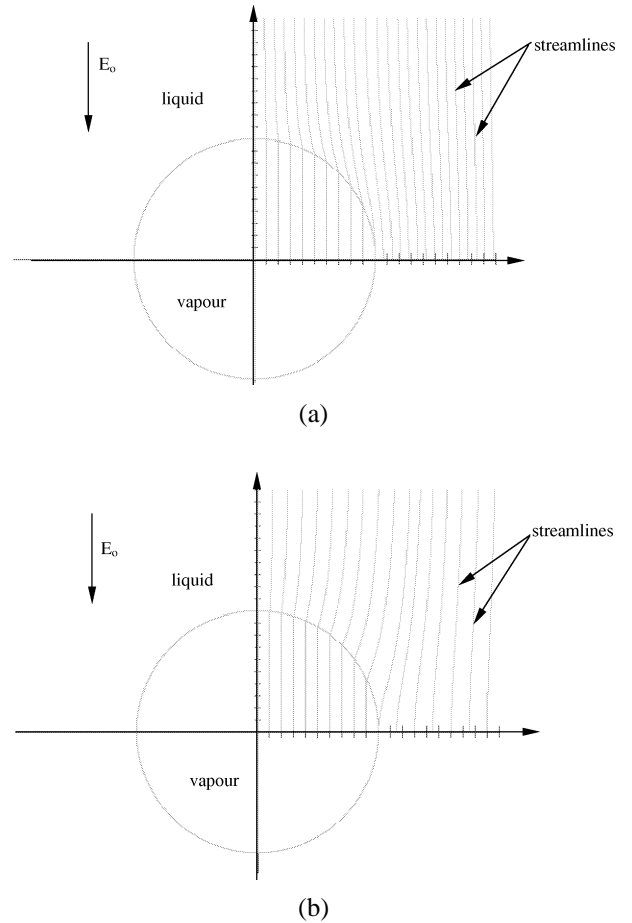 E₀
liquid
streamlines
vapour
(a)
E₀
liquid
streamlines
vapour
(b)